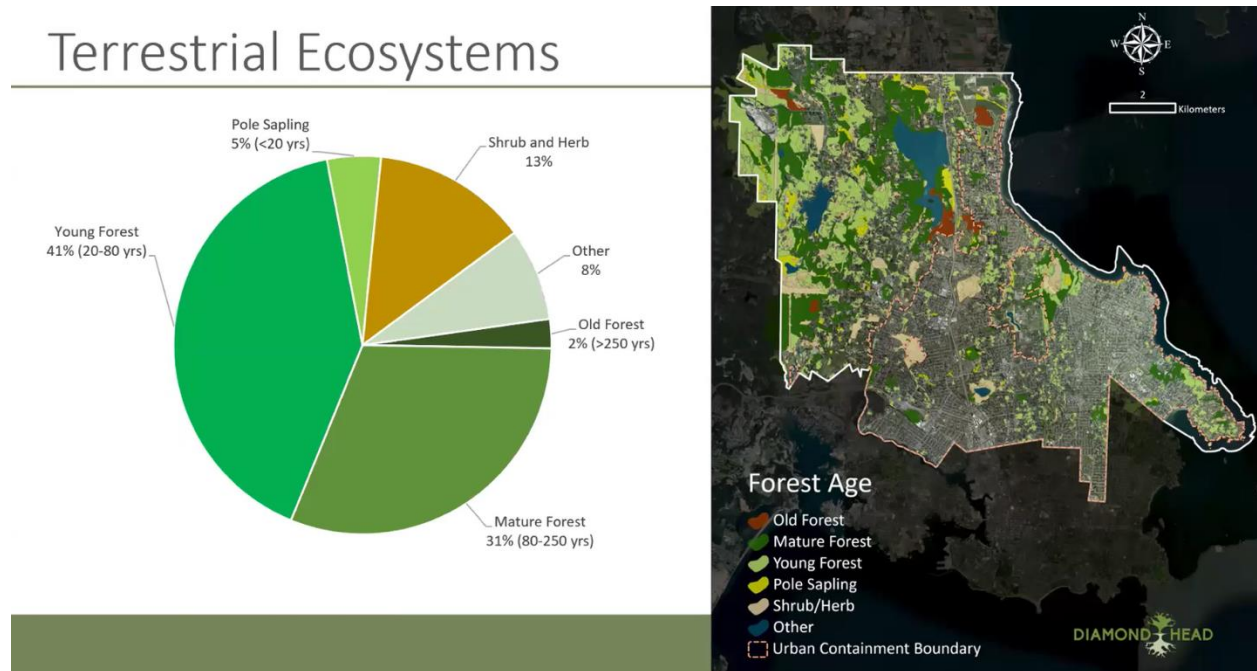 Terrestrial Ecosystems
Pole Sapling
5% (<20 yrs)
Shrub and Herb
13%
Young Forest
41% (20-80 yrs)
Other
8%
Old Forest
2% (>250 yrs)
Mature Forest
31% (80-250 yrs)
N
W E
S
2
Kilometers
Forest Age
Old Forest
Mature Forest
Young Forest
Pole Sapling
Shrub/Herb
Other
Urban Containment Boundary
DIAMOND HEAD